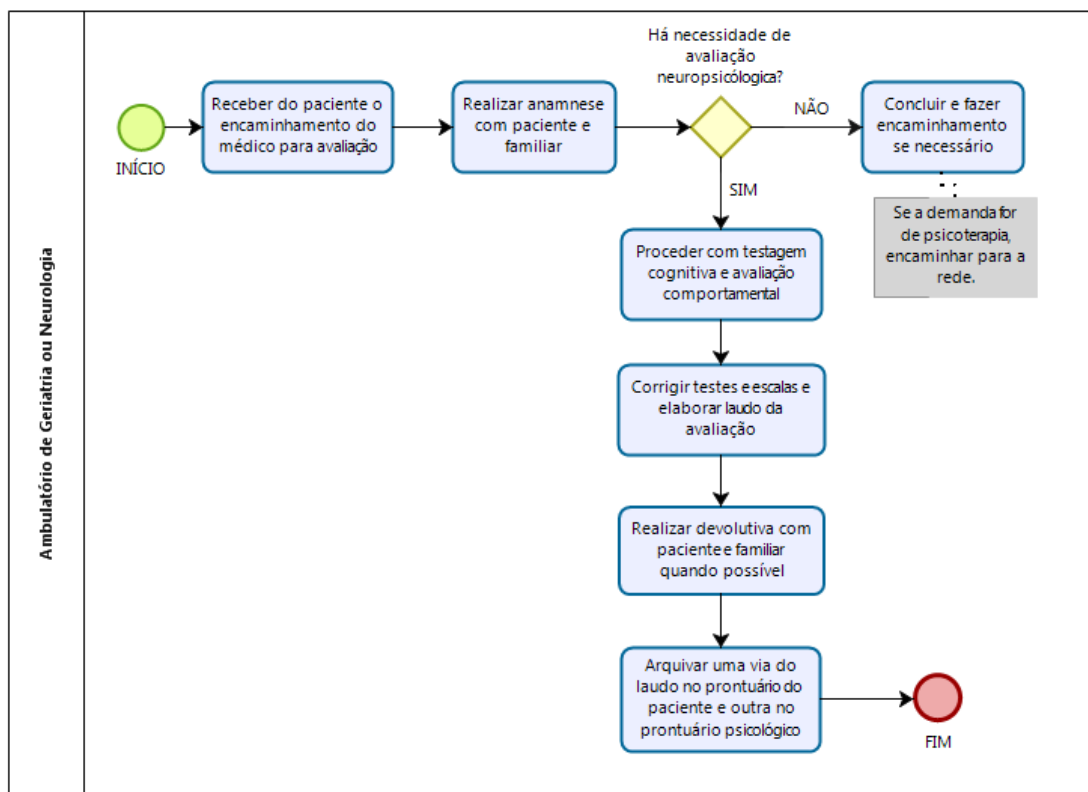 Ambulatório de Geriatria ou Neurologia
INÍCIO
Receber do paciente o
encaminhamento do
médico para avaliação
Realizar anamnese
com paciente e
familiar
Há necessidade de
avaliação
neuropsicólogica?
NÃO
Concluir e fazer
encaminhamento
se necessário
Se a demanda for
de psicoterapia,
encaminhar para a
rede.
SIM
Proceder com testagem
cognitiva e avaliação
comportamental
Corrigir testes e escalas e
elaborar laudo da
avaliação
Realizar devolutiva com
paciente e familiar
quando possível
Arquivar uma via do
laudo no prontuário do
paciente e outra no
prontuário psicológico
FIM